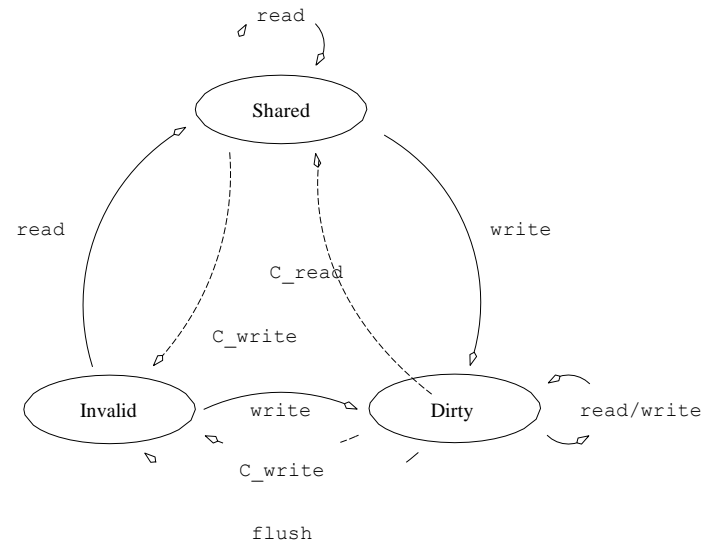 read
Shared
read
write
C_read
C_write
Invalid
write
Dirty
read/write
C_write
flush